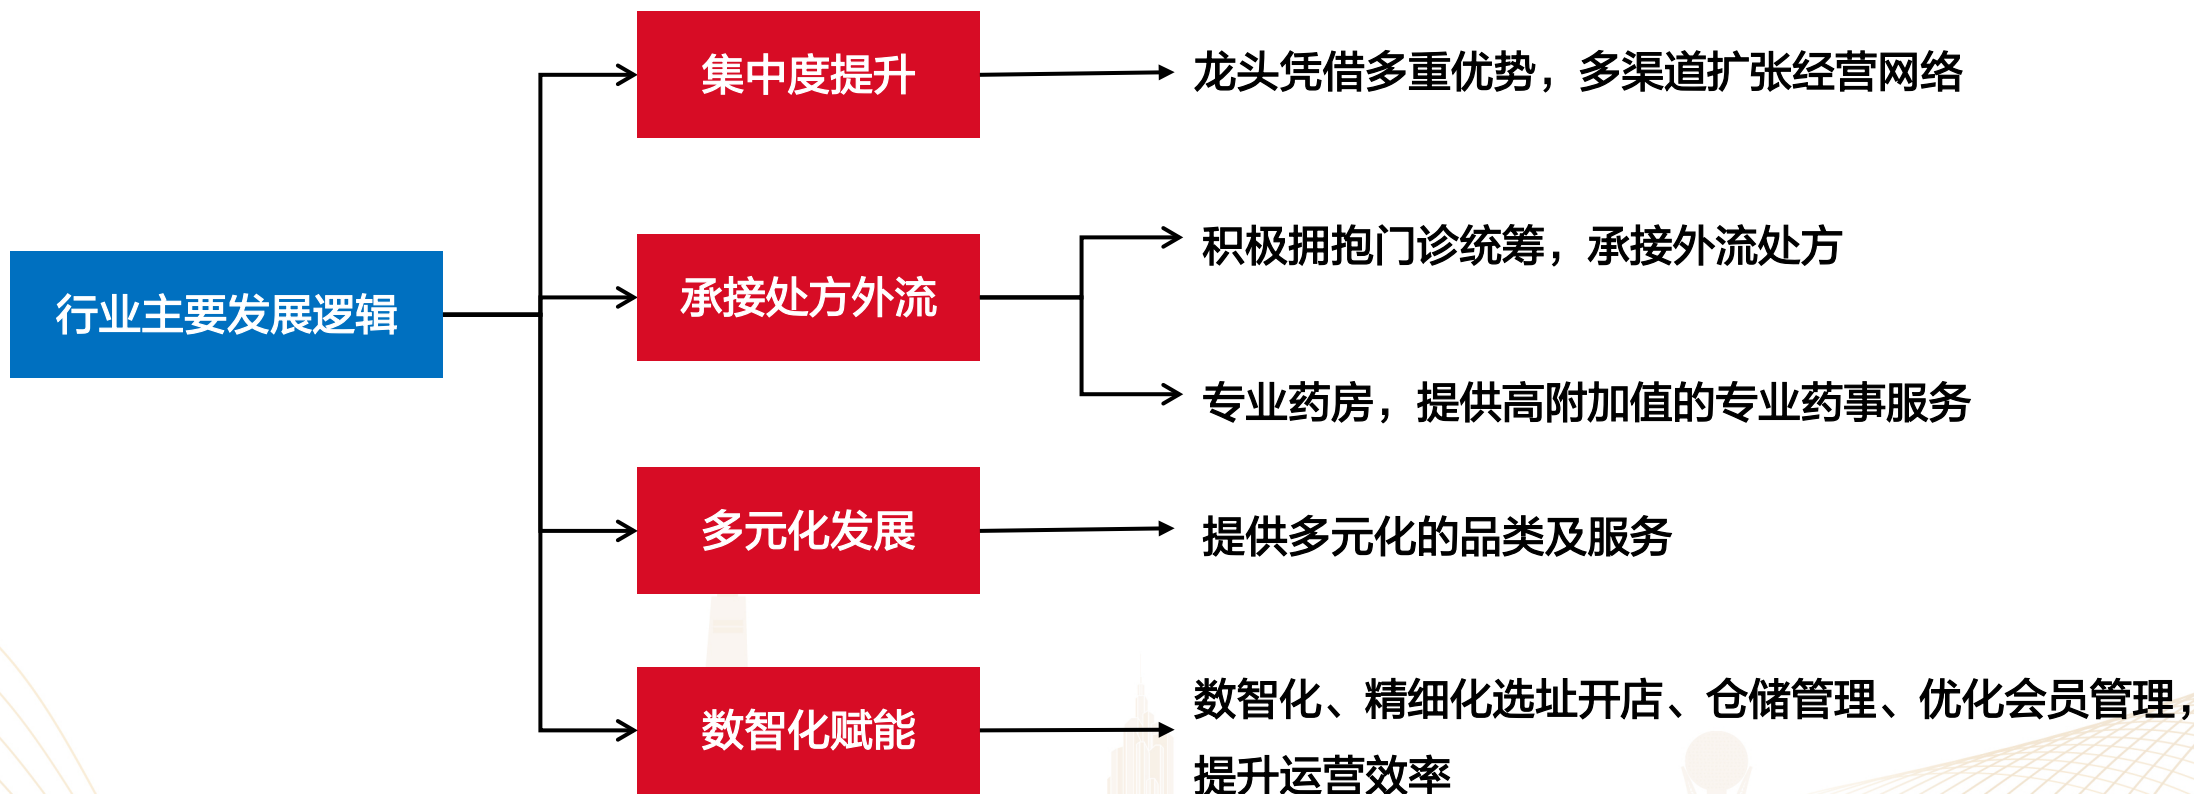 行业主要发展逻辑
集中度提升
龙头凭借多重优势，多渠道扩张经营网络
承接处方外流
积极拥抱门诊统筹，承接外流处方
专业药房，提供高附加值的专业药事服务
多元化发展
提供多元化的品类及服务
数智化赋能
数智化、精细化选址开店、仓储管理、优化会员管理，
提升运营效率